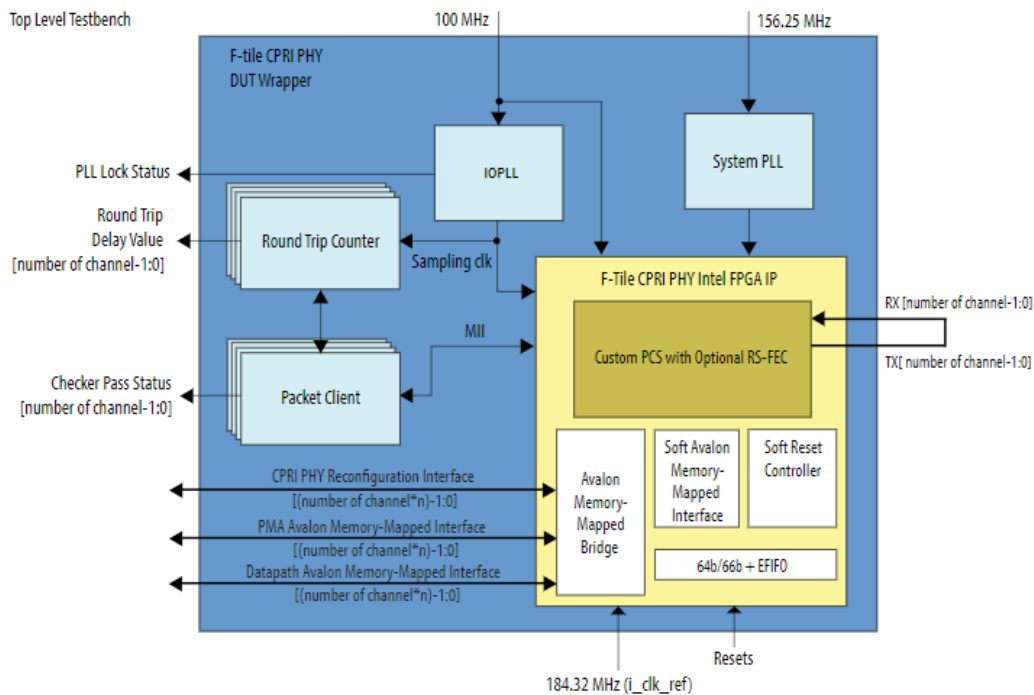 Top Level Testbench
100 MHz
156.25 MHz
F-tile CPRI PHY
DUT Wrapper
IOPLL
System PLL
PLL Lock Status
Round Trip
Delay Value
[number of channel-1:0]
Round Trip Counter
Sampling clk
F-Tile CPRI PHY Intel FPGA IP
RX [number of channel-1:0]
MII
Custom PCS with Optional RS-FEC
TX[ number of channel-1:0]
Checker Pass Status
[number of channel-1:0]
Packet Client
CPRI PHY Reconfiguration Interface
[(number of channel*n)-1:0]
PMA Avalon Memory-Mapped Interface
[(number of channel*n)-1:0]
Datapath Avalon Memory-Mapped Interface
[(number of channel*n)-1:0]
Avalon
Memory-
Mapped
Bridge
Soft Avalon
Memory-
Mapped
Interface
Soft Reset
Controller
64b/66b + EFIFO
Resets
184.32 MHz (i_clk_ref)